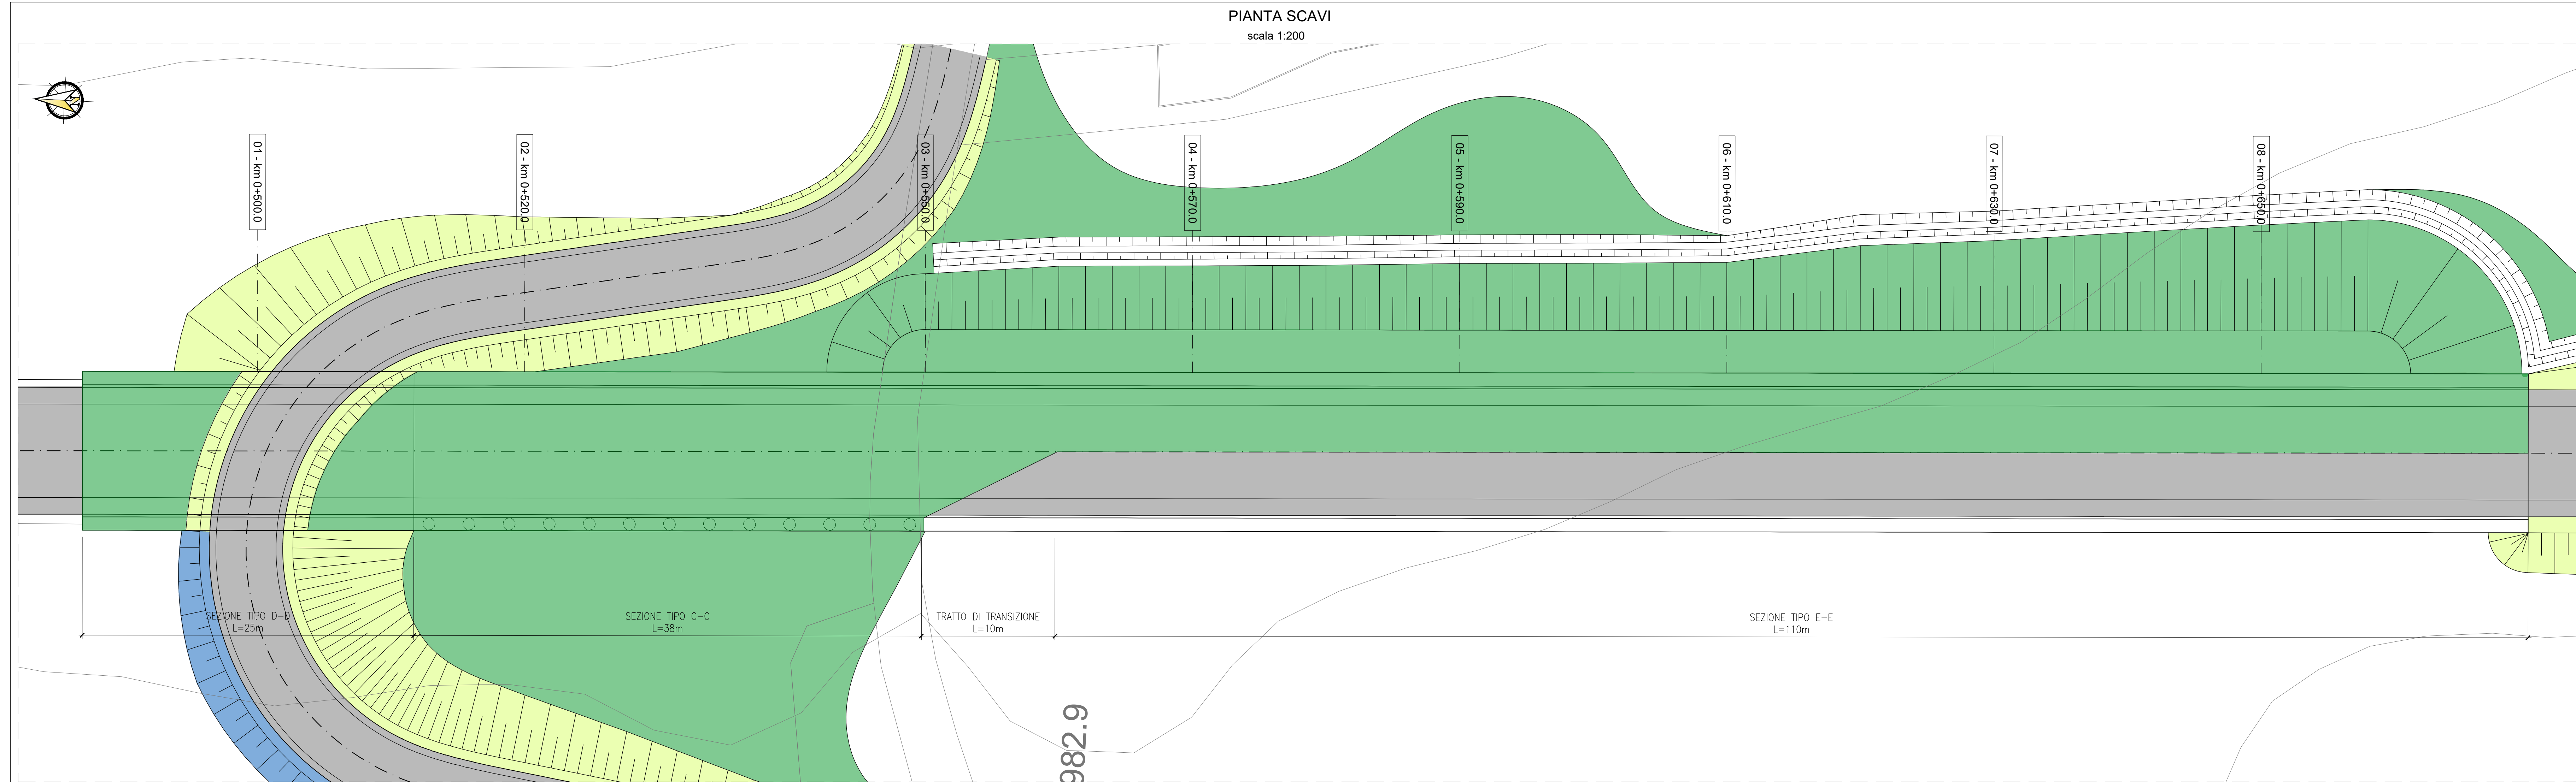 PIANTA SCAVI
scala 1:200
N
01 - km 0+500.0
02 - km 0+520.0
03 - km 0+550.0
04 - km 0+570.0
05 - km 0+590.0
06 - km 0+610.0
07 - km 0+630.0
08 - km 0+650.0
SEZIONE TIPO D-D
L=25m
SEZIONE TIPO C-C
L=38m
TRATTO DI TRANSIZIONE
L=10m
SEZIONE TIPO E-E
L=110m
982.9